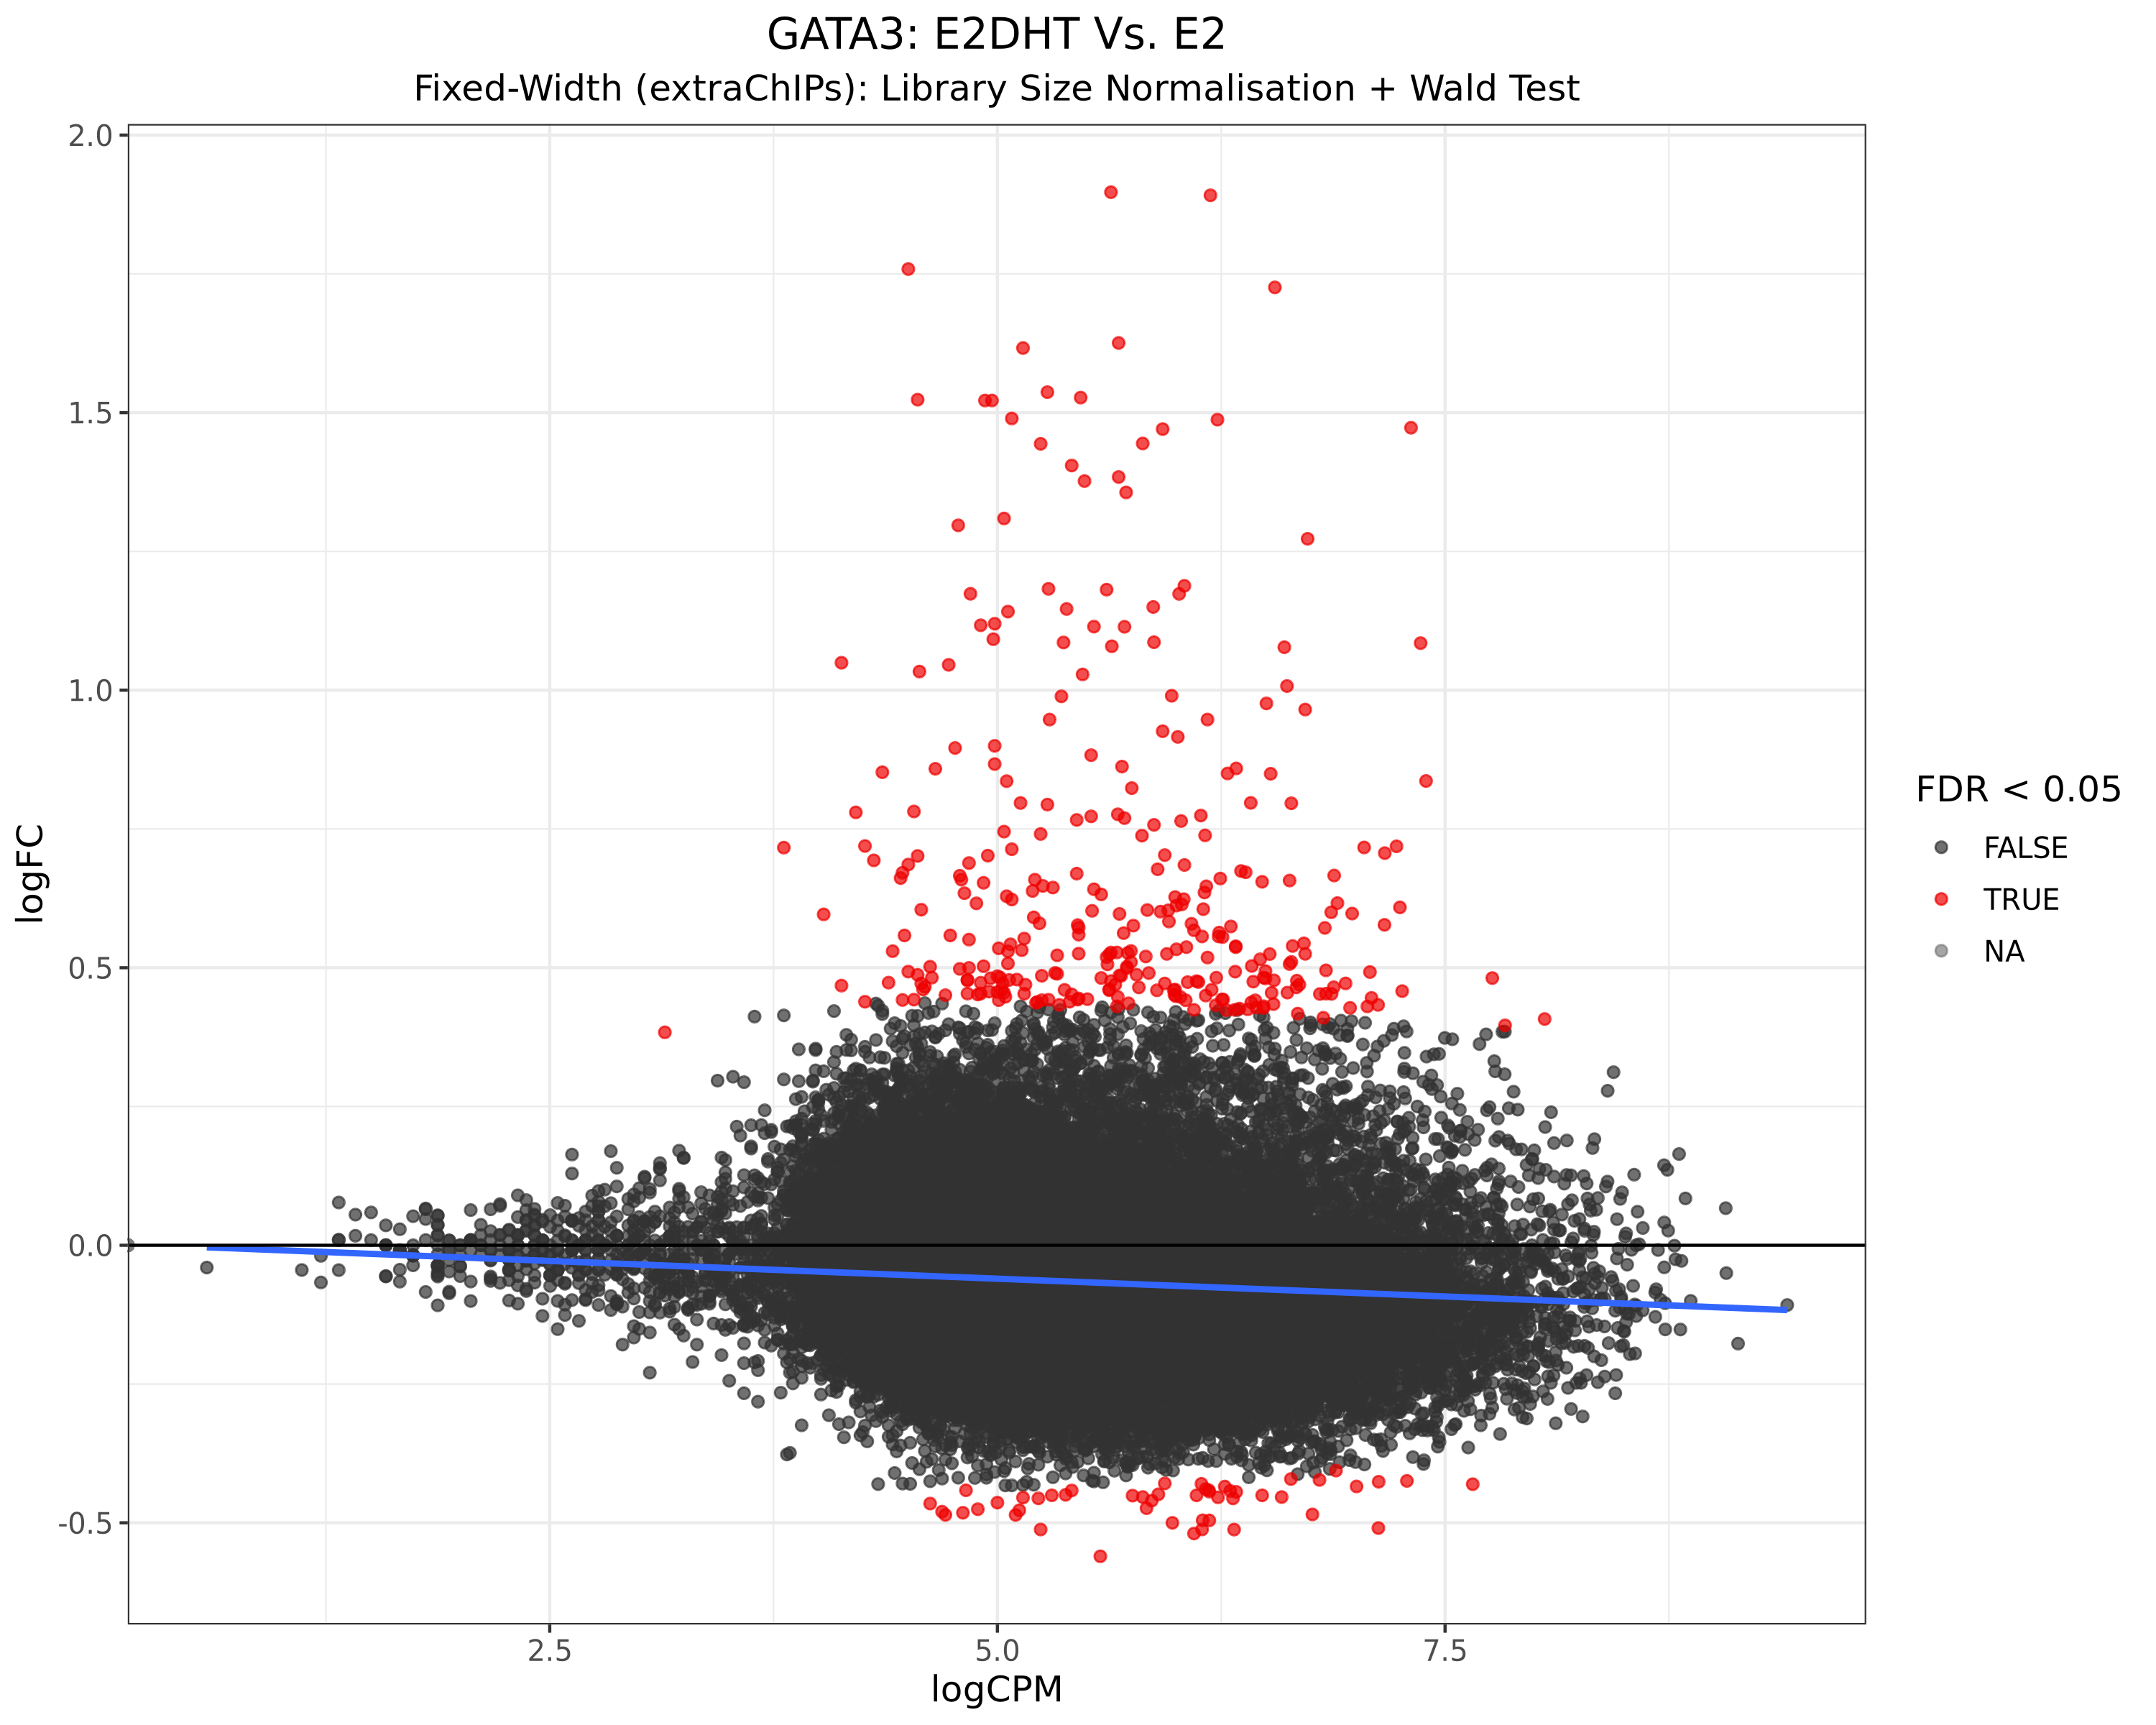 GATA3: E2DHT Vs. E2
Fixed-Width (extraChIPs): Library Size Normalisation + Wald Test
2.0
1.5
1.0
0.5
0.0
-0.5
logFC
2.5
5.0
7.5
logCPM
FDR < 0.05
FALSE
TRUE
NA